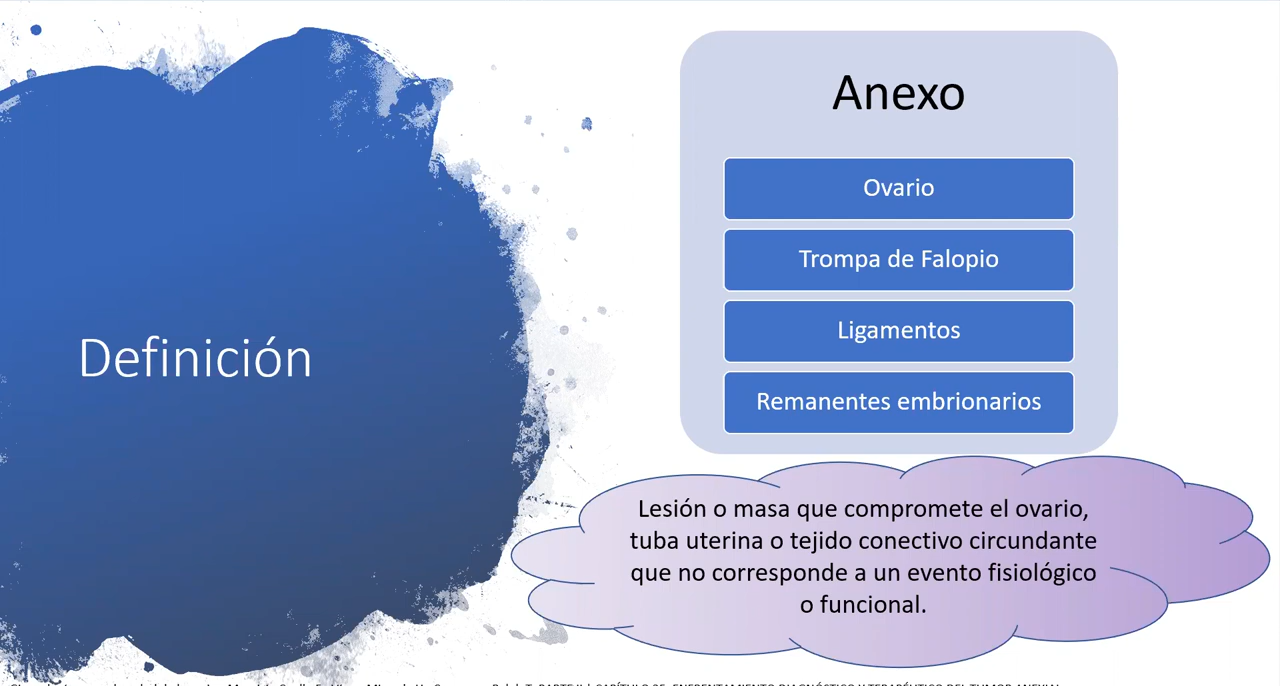 Definición
Anexo
Ovario
Trompa de Falopio
Ligamentos
Remanentes embrionarios
Lesión o masa que compromete el ovario,
tuba uterina o tejido conectivo circundante
que no corresponde a un evento fisiológico
o funcional.